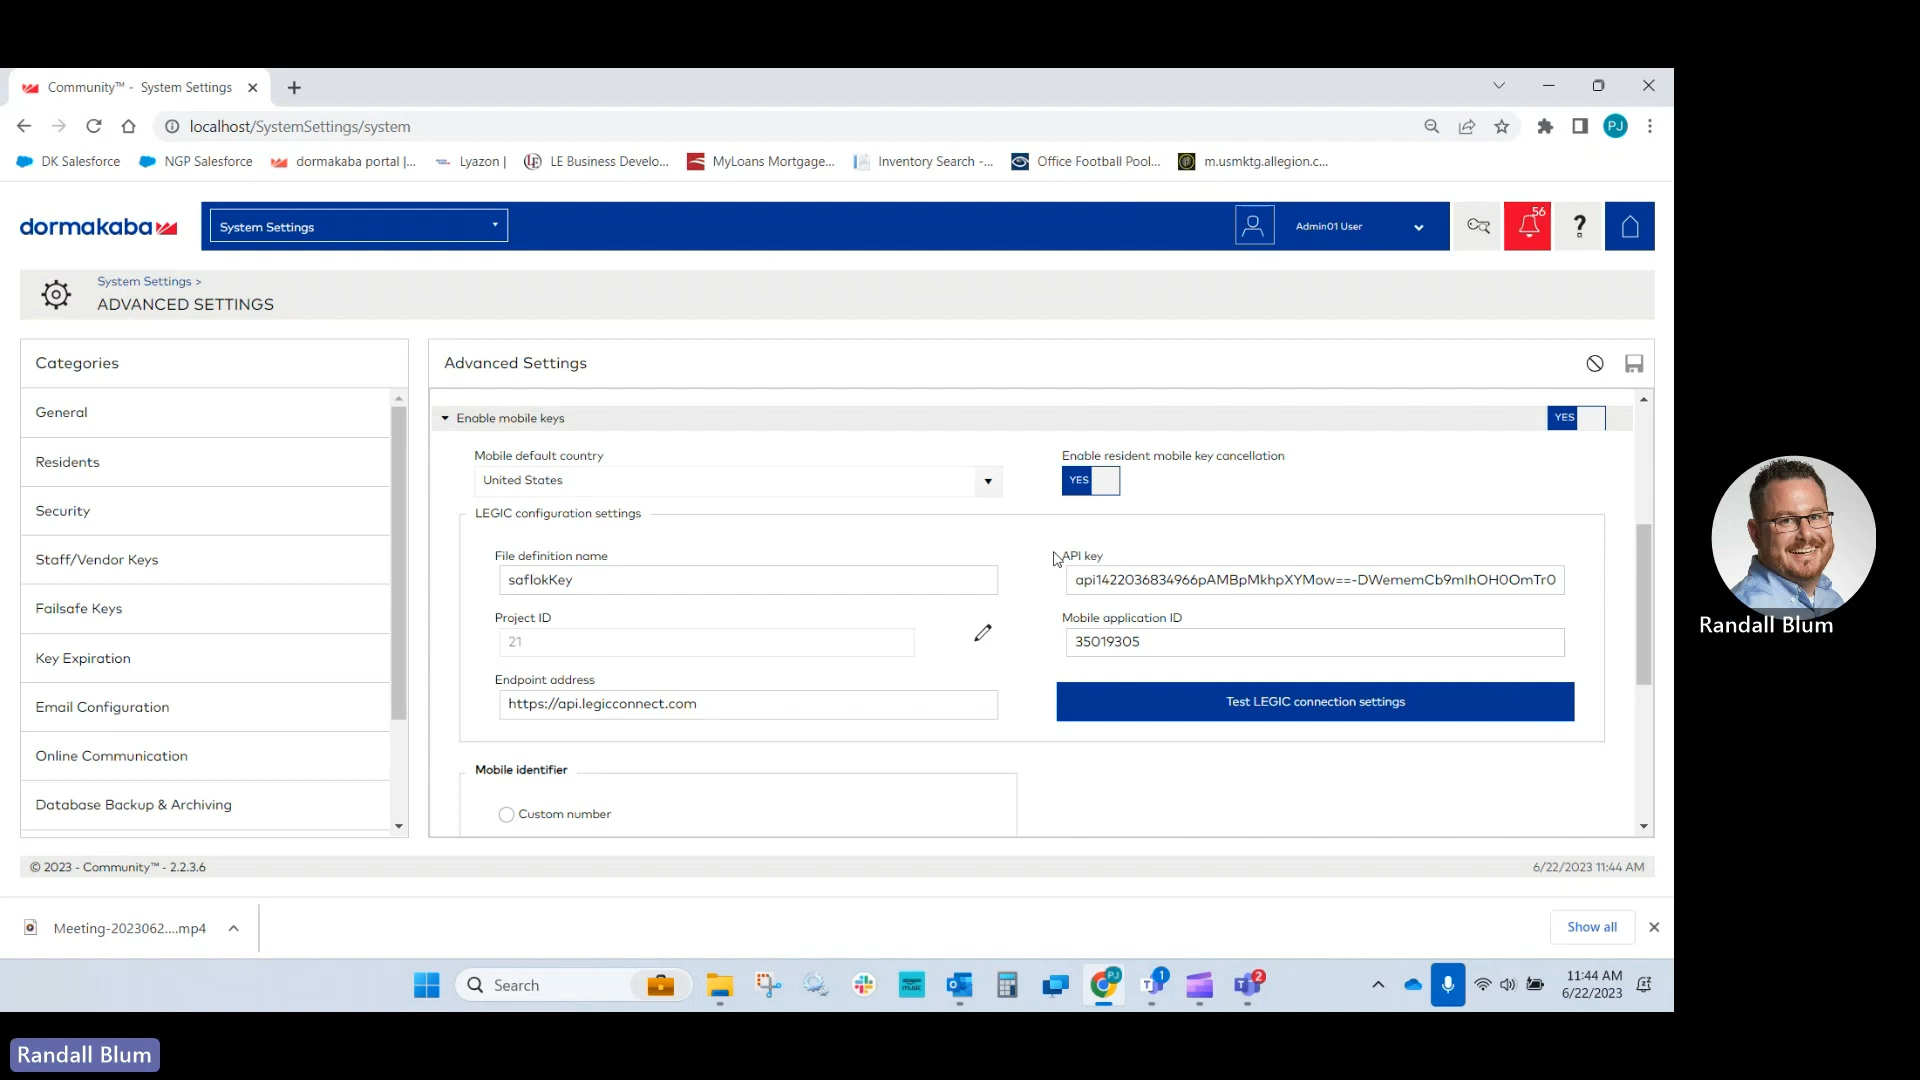 Community™ - System Settings
localhost/SystemSettings/system
PJ
DK Salesforce
NGP Salesforce
dormakaba portal |...
Lyazon |
LE Business Develo...
MyLoans Mortgage...
Inventory Search -...
Office Football Pool...
m.usmktg.allegion.c...
dormakaba
System Settings
Admin01 User
56
?
System Settings >
ADVANCED SETTINGS
Categories
General
Residents
Security
Staff/Vendor Keys
Failsafe Keys
Key Expiration
Email Configuration
Online Communication
Database Backup & Archiving
Advanced Settings
Enable mobile keys
YES
Mobile default country
United States
Enable resident mobile key cancellation
YES
LEGIC configuration settings
File definition name
saflokKey
API key
api1422036834966pAMBpMkhpXYMow==-DWememCb9mlhOH0OmTr0
Project ID
21
Mobile application ID
35019305
Endpoint address
https://api.legicconnect.com
Test LEGIC connection settings
Mobile identifier
Custom number
© 2023 - Community™ - 2.2.3.6
6/22/2023 11:44 AM
Meeting-2023062....mp4
Show all
Search
music
PJ
1
2
11:44 AM
6/22/2023
Randall Blum
Randall Blum